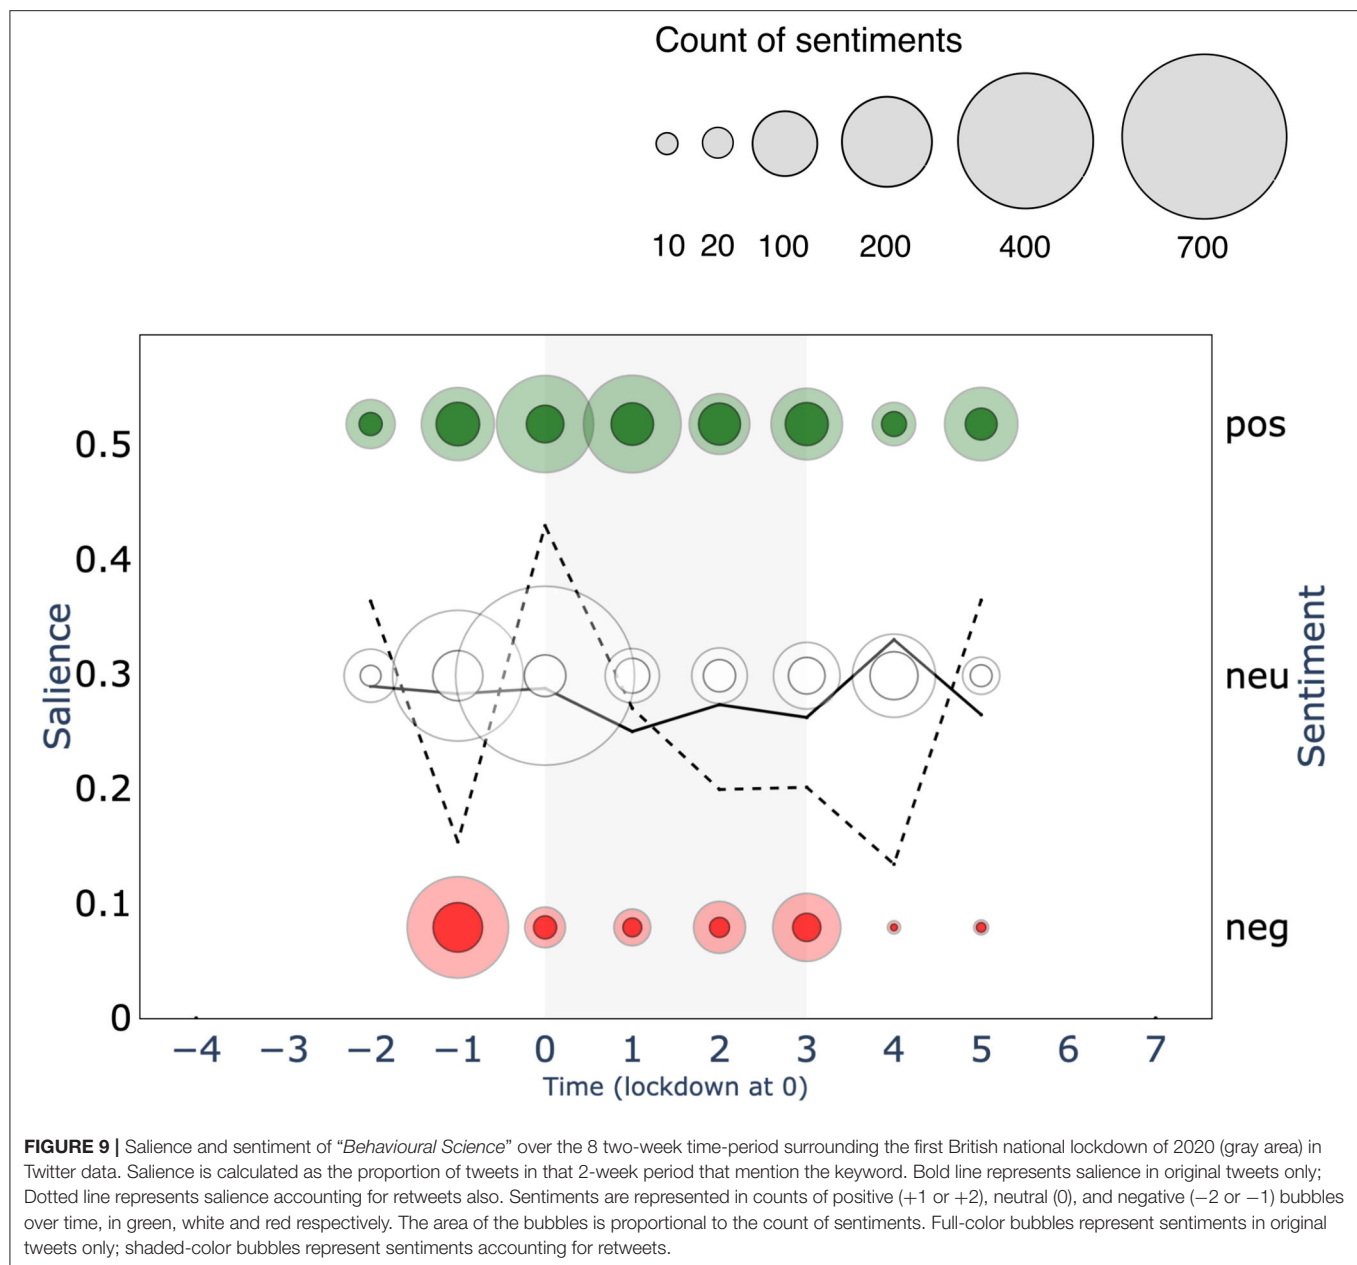 Count of sentiments
10 20 100 200 400 700
pos
0.5
0.4
0.3
neu
0.2
0.1
neg
0
Salience
Sentiment
−4 −3 −2 −1 0 1 2 3 4 5 6 7
Time (lockdown at 0)
FIGURE 9 | Salience and sentiment of “Behavioural Science” over the 8 two-week time-period surrounding the first British national lockdown of 2020 (gray area) in
Twitter data. Salience is calculated as the proportion of tweets in that 2-week period that mention the keyword. Bold line represents salience in original tweets only;
Dotted line represents salience accounting for retweets also. Sentiments are represented in counts of positive (+1 or +2), neutral (0), and negative (−2 or −1) bubbles
over time, in green, white and red respectively. The area of the bubbles is proportional to the count of sentiments. Full-color bubbles represent sentiments in original
tweets only; shaded-color bubbles represent sentiments accounting for retweets.